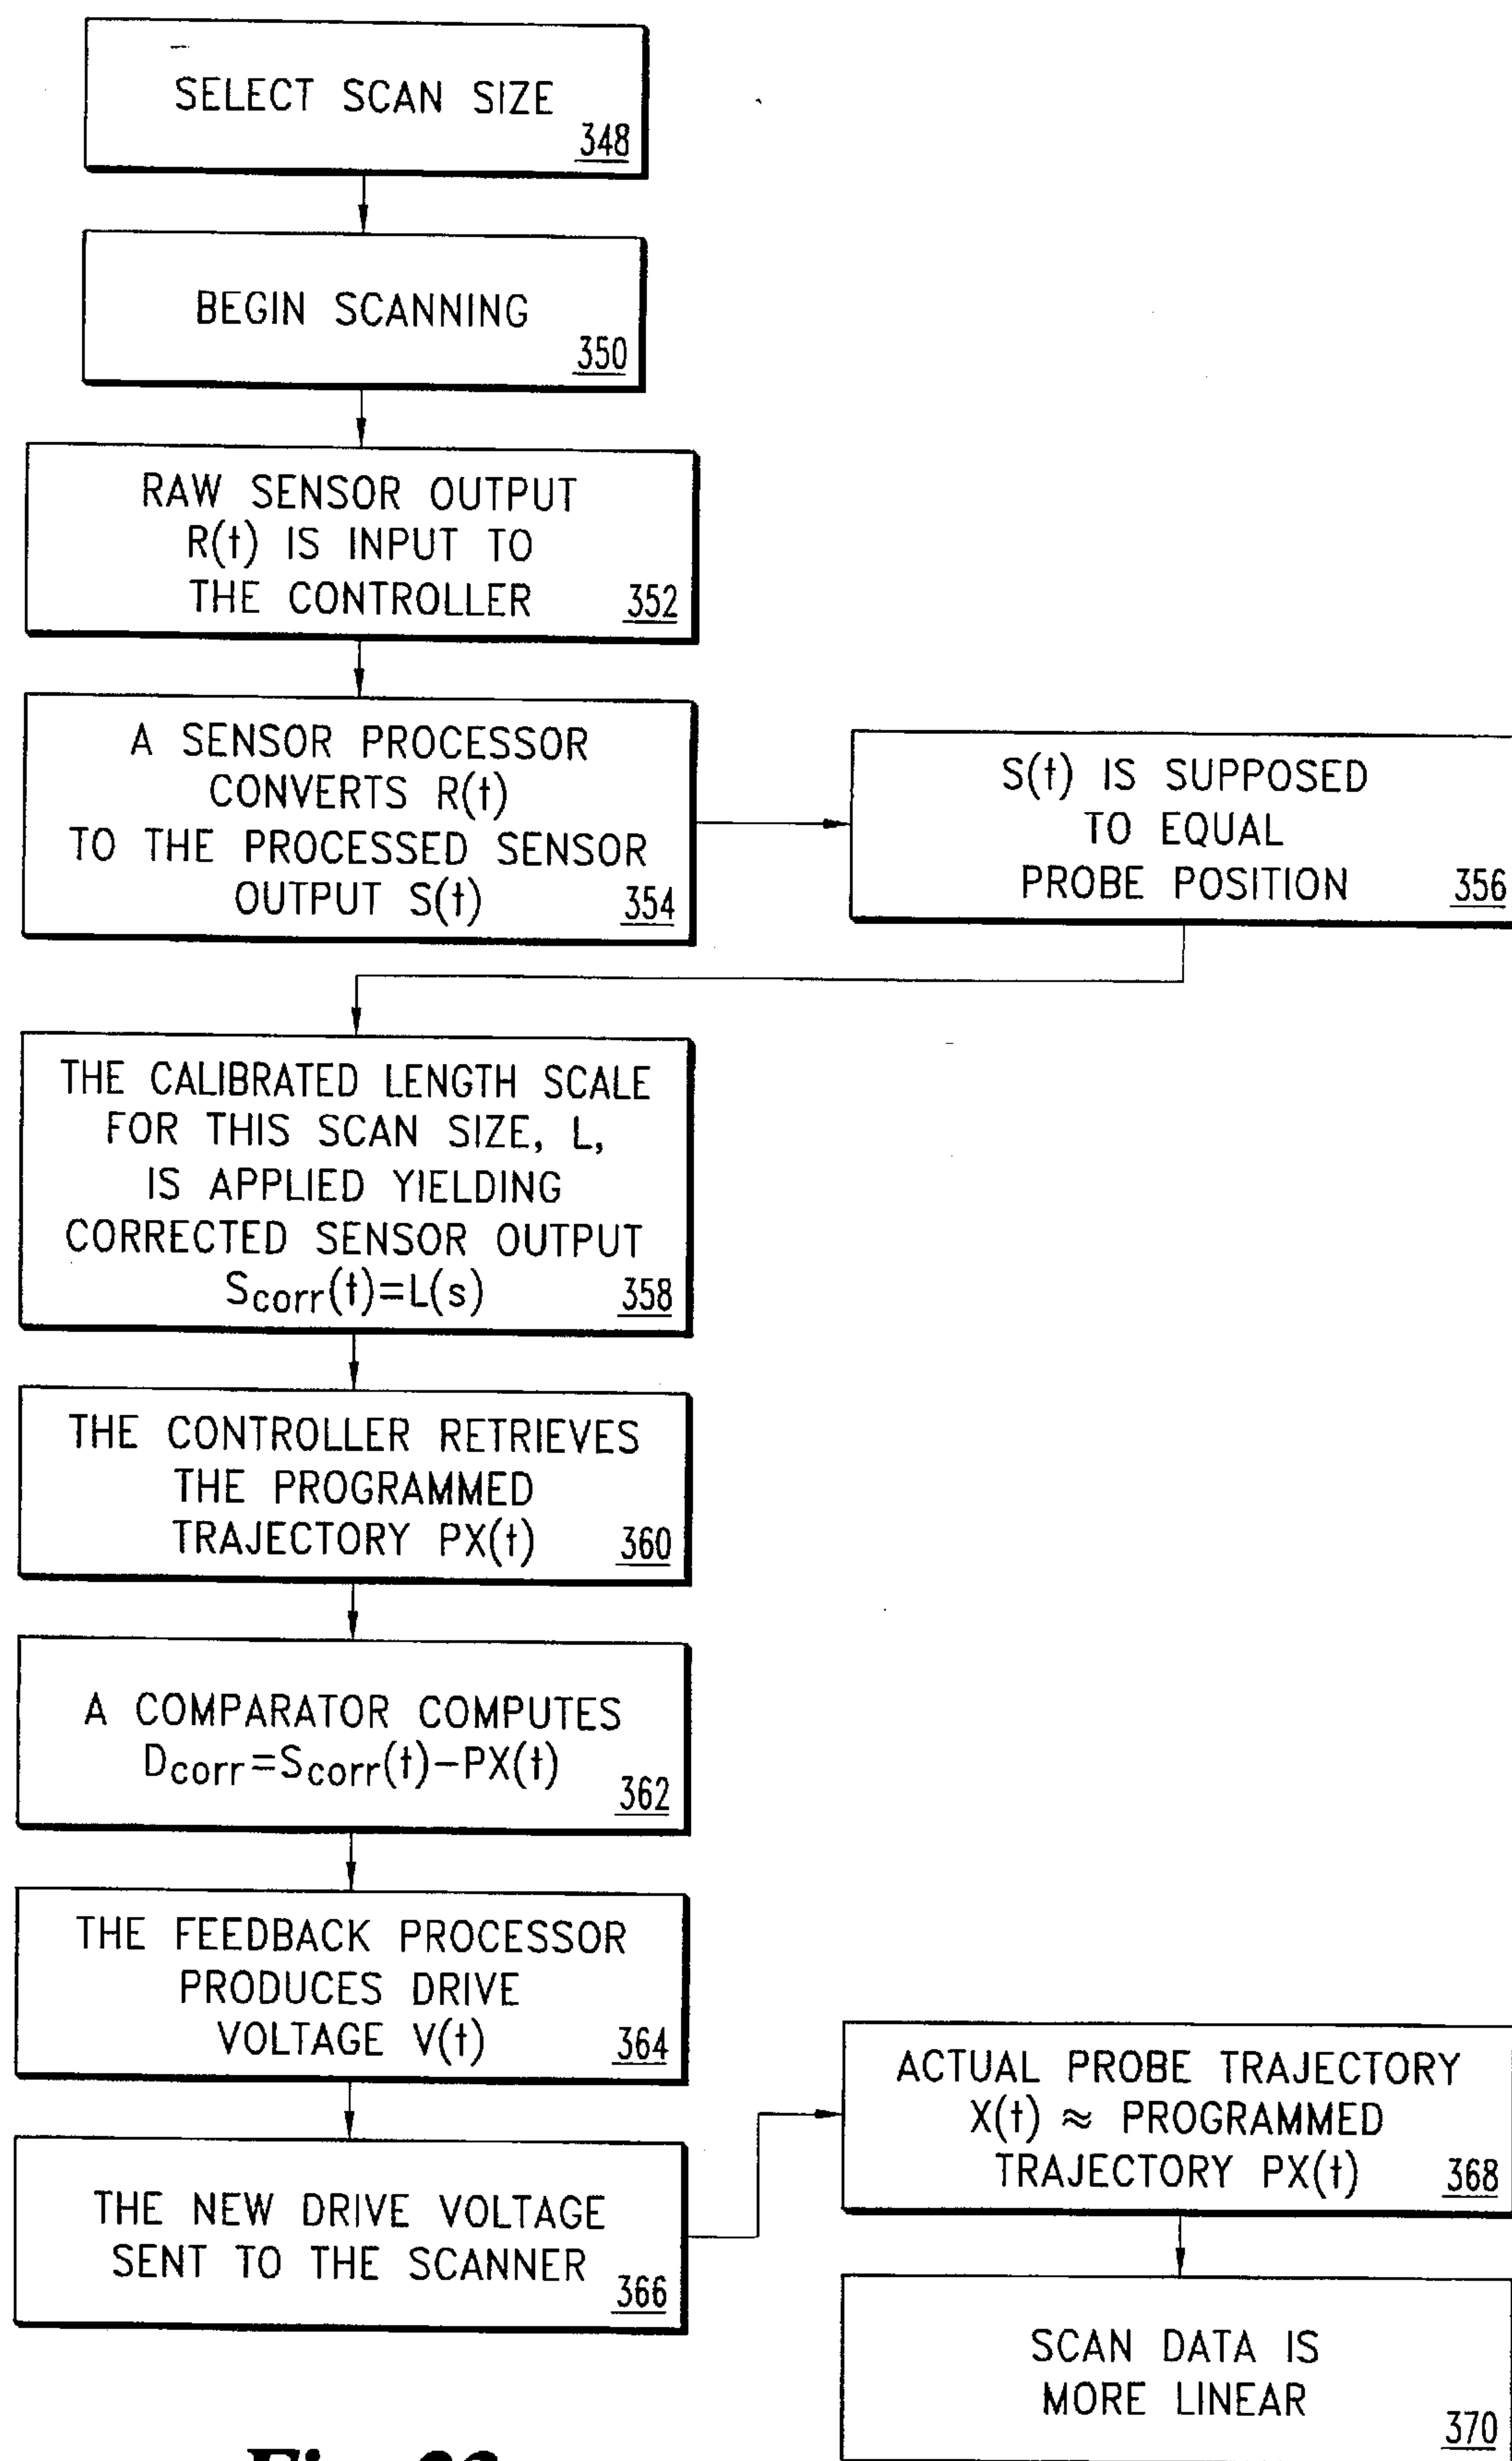 SELECT SCAN SIZE
348
BEGIN SCANNING
350
RAW SENSOR OUTPUT
R(t) IS INPUT TO
THE CONTROLLER
352
A SENSOR PROCESSOR
CONVERTS R(t)
TO THE PROCESSED SENSOR
OUTPUT S(t)
354
S(t) IS SUPPOSED
TO EQUAL
PROBE POSITION
356
THE CALIBRATED LENGTH SCALE
FOR THIS SCAN SIZE, L,
IS APPLIED YIELDING
CORRECTED SENSOR OUTPUT
Scorr(t)=L(s)
358
THE CONTROLLER RETRIEVES
THE PROGRAMMED
TRAJECTORY PX(t)
360
A COMPARATOR COMPUTES
Dcorr=Scorr(t)-PX(t)
362
THE FEEDBACK PROCESSOR
PRODUCES DRIVE
VOLTAGE V(t)
364
THE NEW DRIVE VOLTAGE
SENT TO THE SCANNER
366
ACTUAL PROBE TRAJECTORY
X(t) ≈ PROGRAMMED
TRAJECTORY PX(t)
368
SCAN DATA IS
MORE LINEAR
370